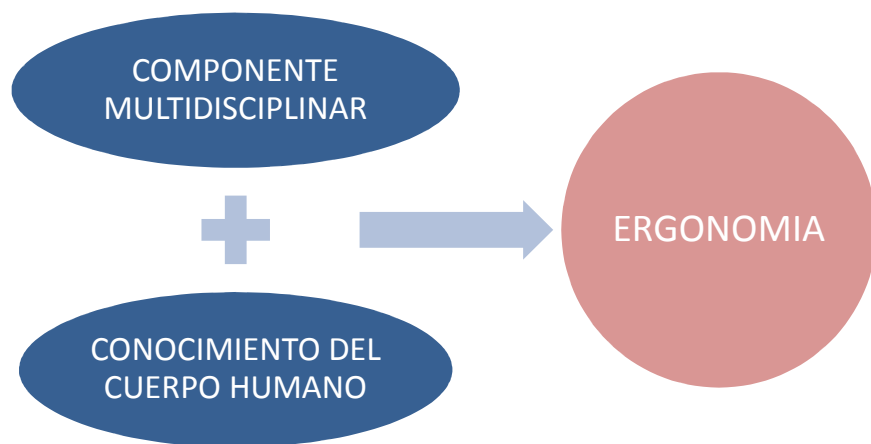 COMPONENTE
MULTIDISCIPLINAR
CONOCIMIENTO DEL
CUERPO HUMANO
ERGONOMIA